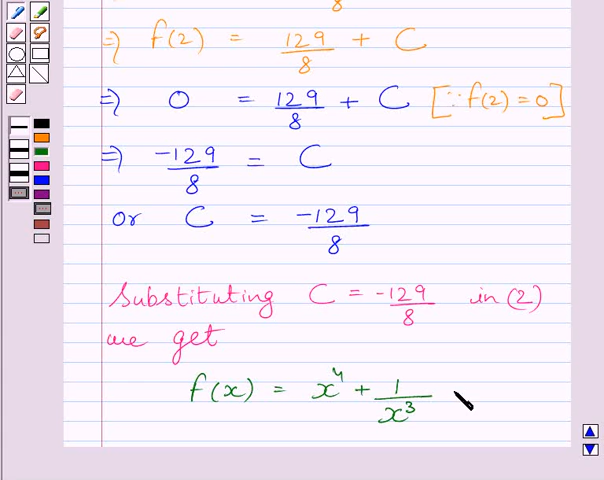 8
⇒ f(2) = 129/8 + C
⇒ 0 = 129/8 + C [∵ f(2) = 0]
⇒ -129/8 = C
or C = -129/8
Substituting C = -129/8 in (2)
we get
f(x) = x⁴ + 1/x³